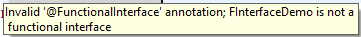 Invalid '@FunctionalInterface' annotation; FInterfaceDemo is not a
functional interface